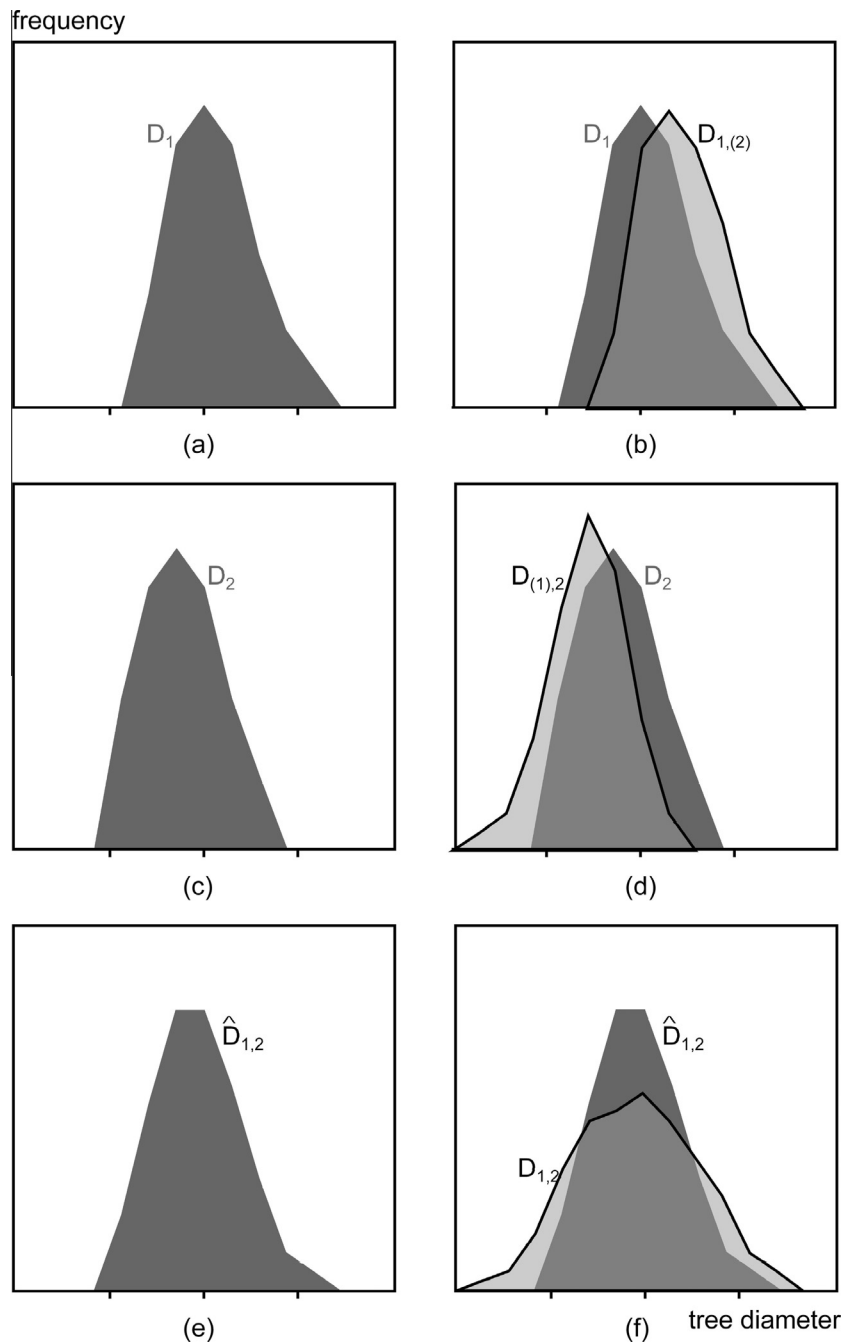 frequency
D₁
D₁ D₁,₍₂₎
(a) (b)
D₂
D₍₁₎,₂ D₂
(c) (d)
D̂₁,₂
D̂₁,₂
D₁,₂
(e) (f)
tree diameter